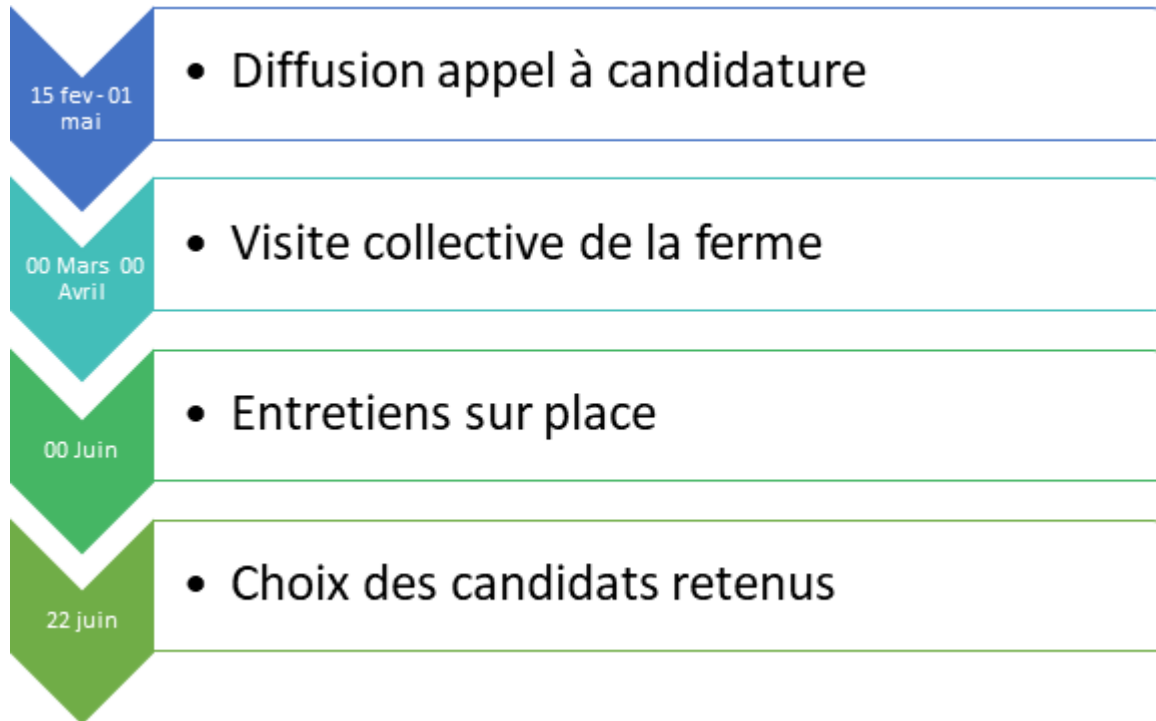 15 fev - 01
mai
• Diffusion appel à candidature
00 Mars 00
Avril
• Visite collective de la ferme
00 Juin
• Entretiens sur place
22 juin
• Choix des candidats retenus